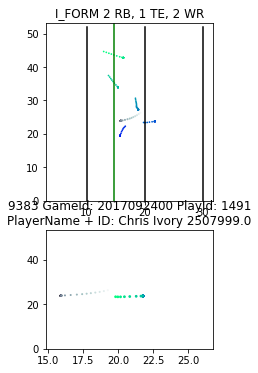 I_FORM 2 RB, 1 TE, 2 WR
50
40
30
20
10
0
10 20 30
9383 GameId: 2017092400 PlayId: 1491
PlayerName + ID: Chris Ivory 2507999.0
40
20
0
15.0 17.5 20.0 22.5 25.0